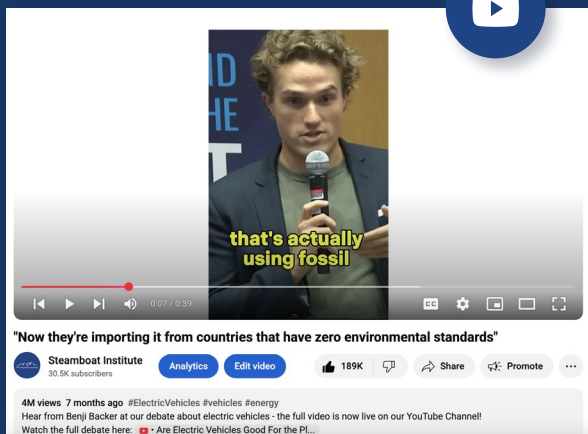 ND
HE
T
that's actually
using fossil
0:07 / 0:39
CC
"Now they're importing it from countries that have zero environmental standards"
Steamboat Institute
30.5K subscribers
Analytics
Edit video
189K
Share
Promote
4M views 7 months ago #ElectricVehicles #vehicles #energy
Hear from Benji Backer at our debate about electric vehicles - the full video is now live on our YouTube Channel!
Watch the full debate here: • Are Electric Vehicles Good For the Pl...